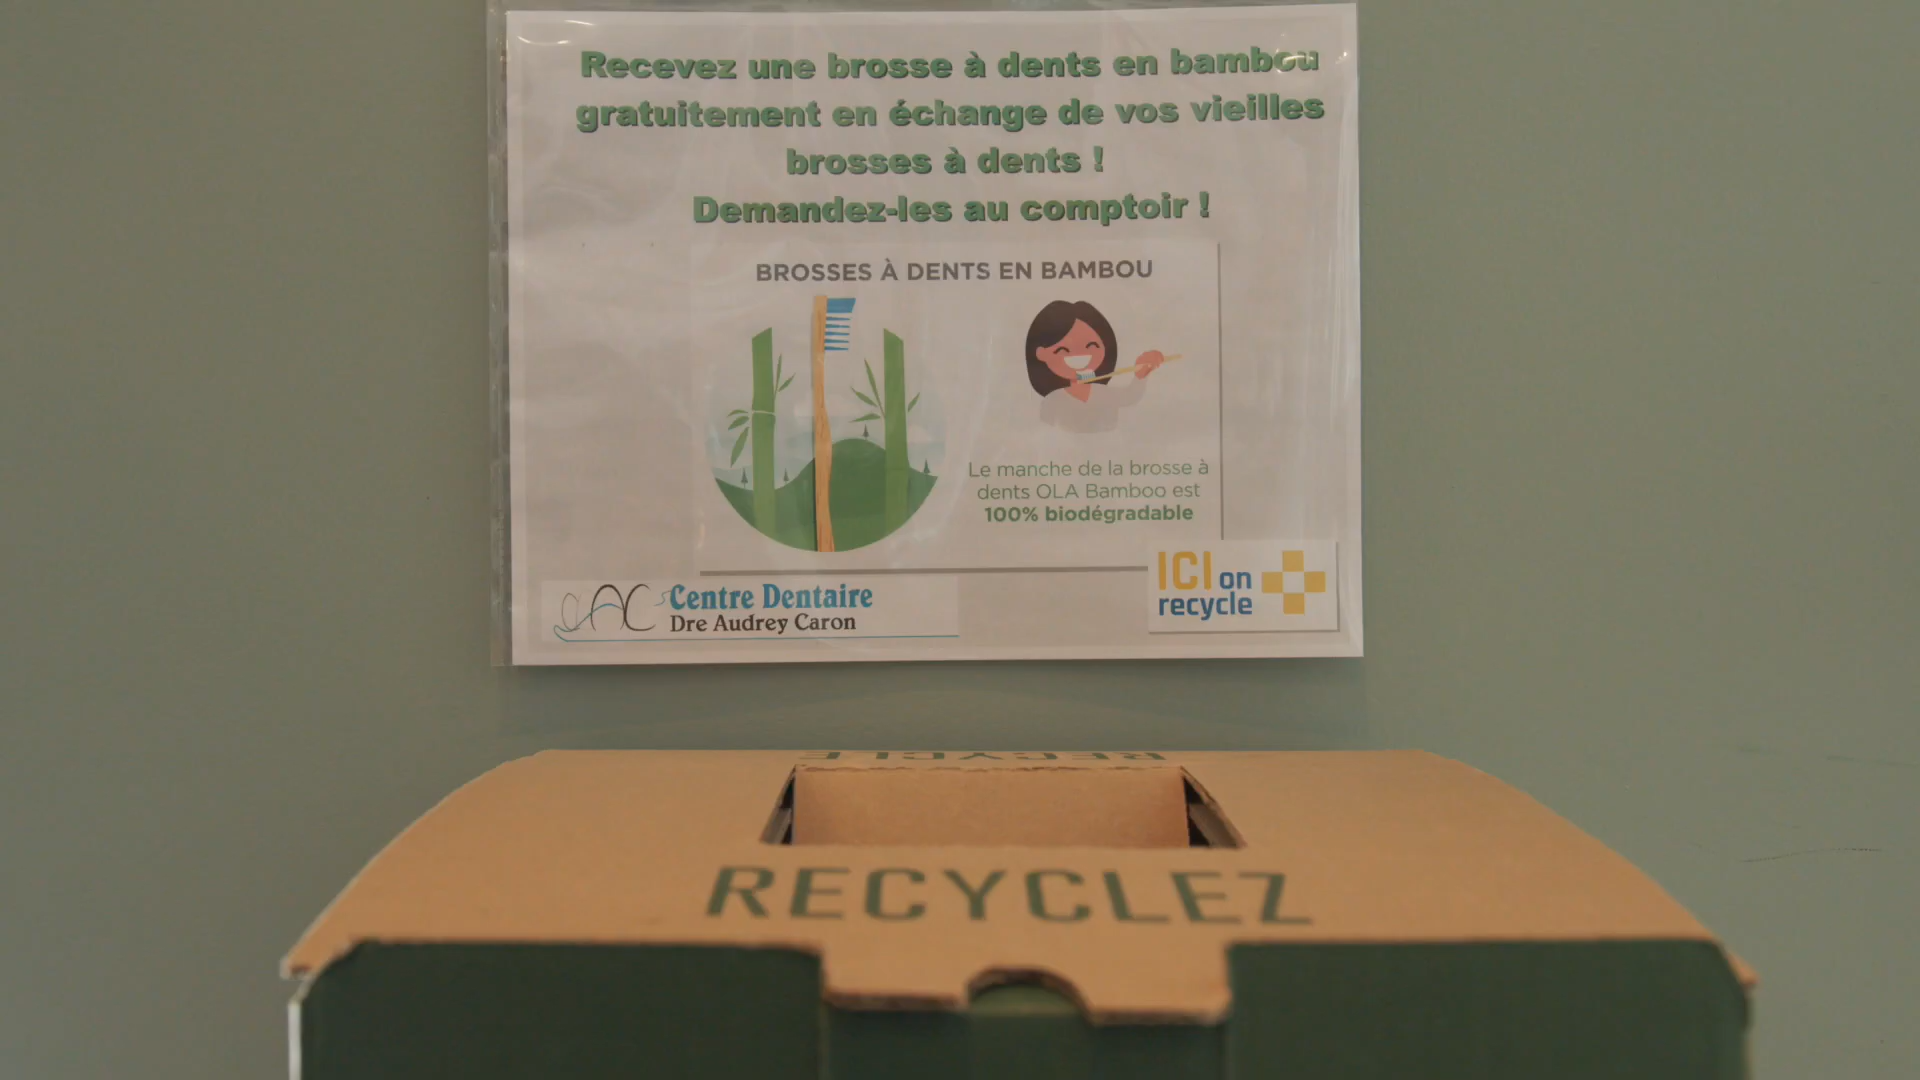 Recevez une brosse à dents en bambou
gratuitement en échange de vos vieilles
brosses à dents !
Demandez-les au comptoir !
BROSSES À DENTS EN BAMBOU
Le manche de la brosse à
dents OLA Bamboo est
100% biodégradable
AC Centre Dentaire
Dre Audrey Caron
ICI on
recycle
RECYCLE
RECYCLEZ